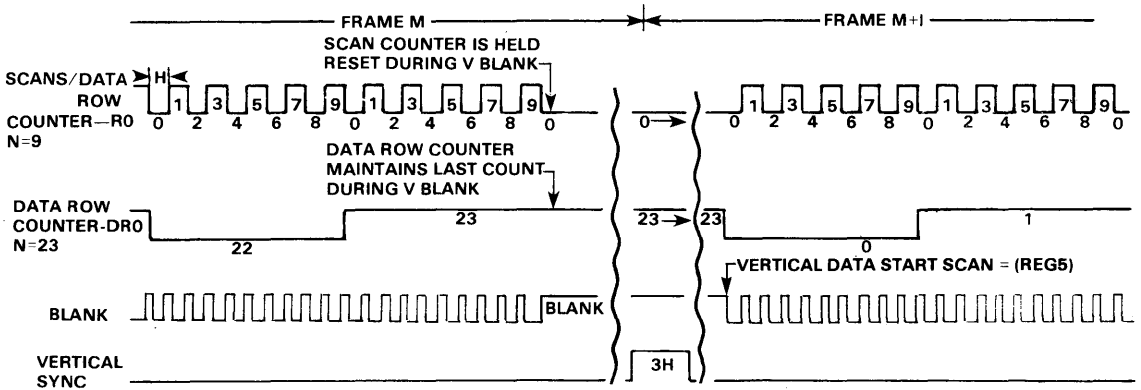 FRAME M
FRAME M+I
SCAN COUNTER IS HELD
RESET DURING V BLANK
SCANS/DATA
ROW
COUNTER—R0
N=9
H
1 3 5 7 9 1 3 5 7 9
0 2 4 6 8 0 2 4 6 8 0
0
1 3 5 7 9 1 3 5 7 9
0 2 4 6 8 0 2 4 6 8 0
DATA ROW COUNTER
MAINTAINS LAST COUNT
DURING V BLANK
DATA ROW
COUNTER-DR0
N=23
22
23
23
23
0
1
VERTICAL DATA START SCAN = (REG5)
BLANK
BLANK
VERTICAL
SYNC
3H